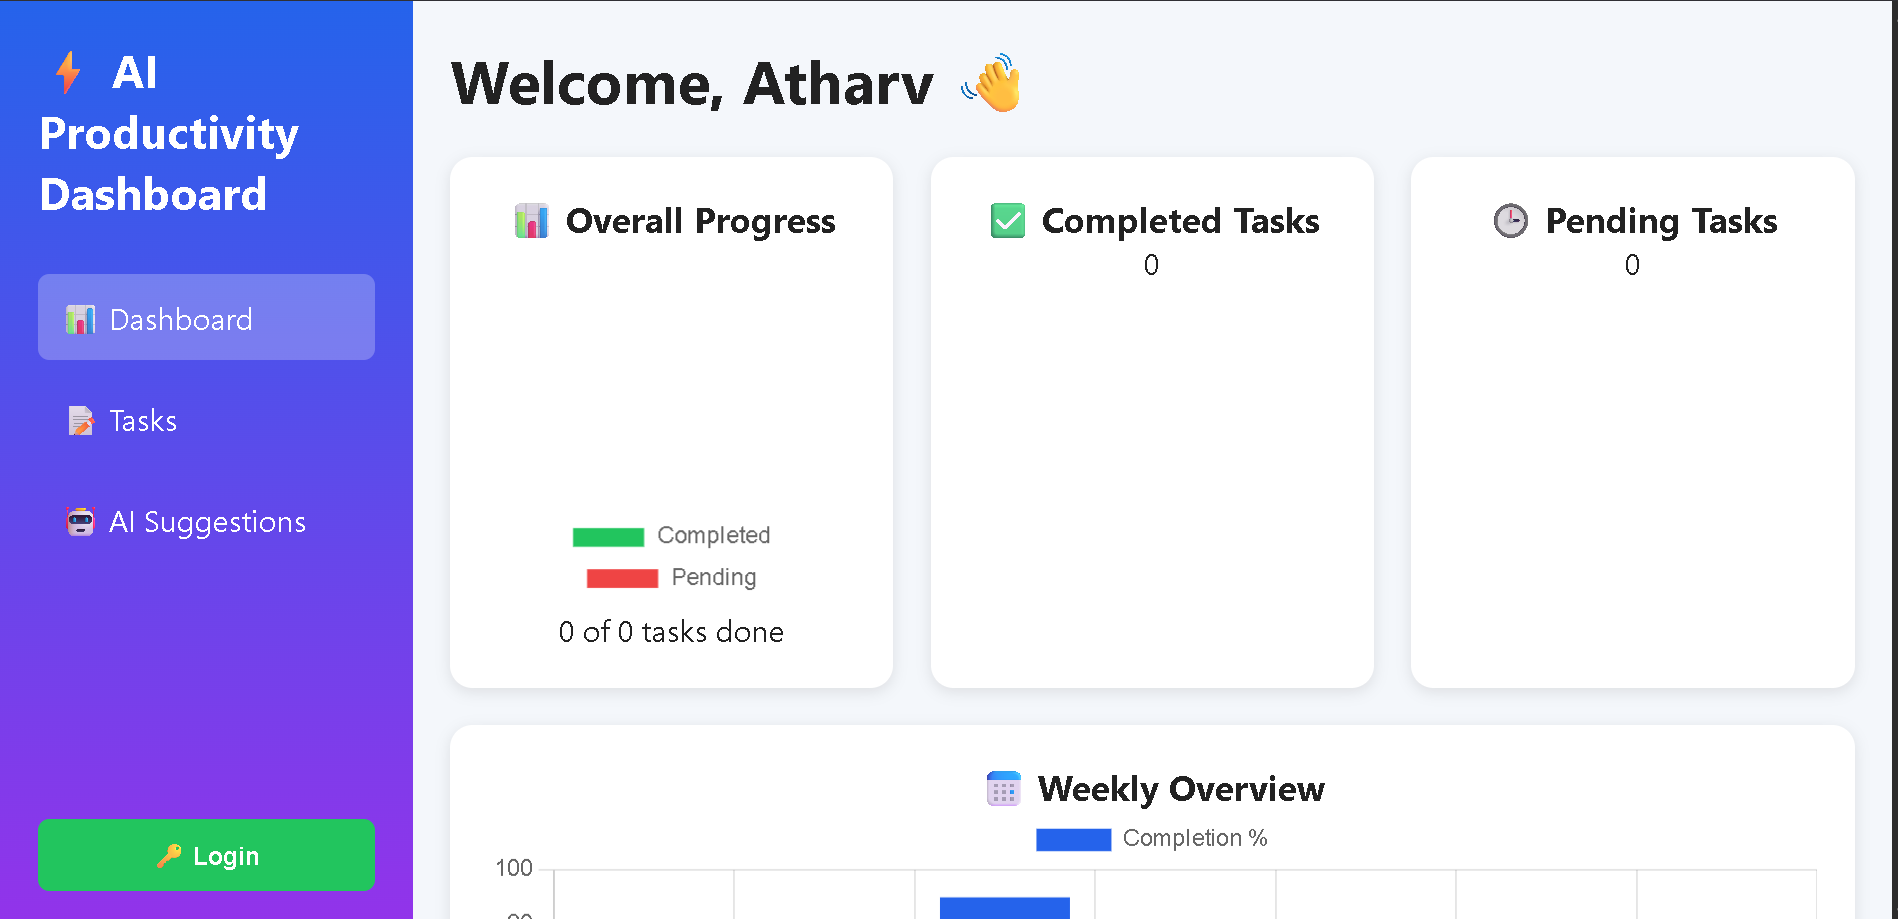 ⚡ AI
Productivity
Dashboard
📊 Dashboard
📝 Tasks
🤖 AI Suggestions
🔑 Login
Welcome, Atharv 👋
📊 Overall Progress
Completed
Pending
0 of 0 tasks done
✅ Completed Tasks
0
🕒 Pending Tasks
0
📅 Weekly Overview
Completion %
100